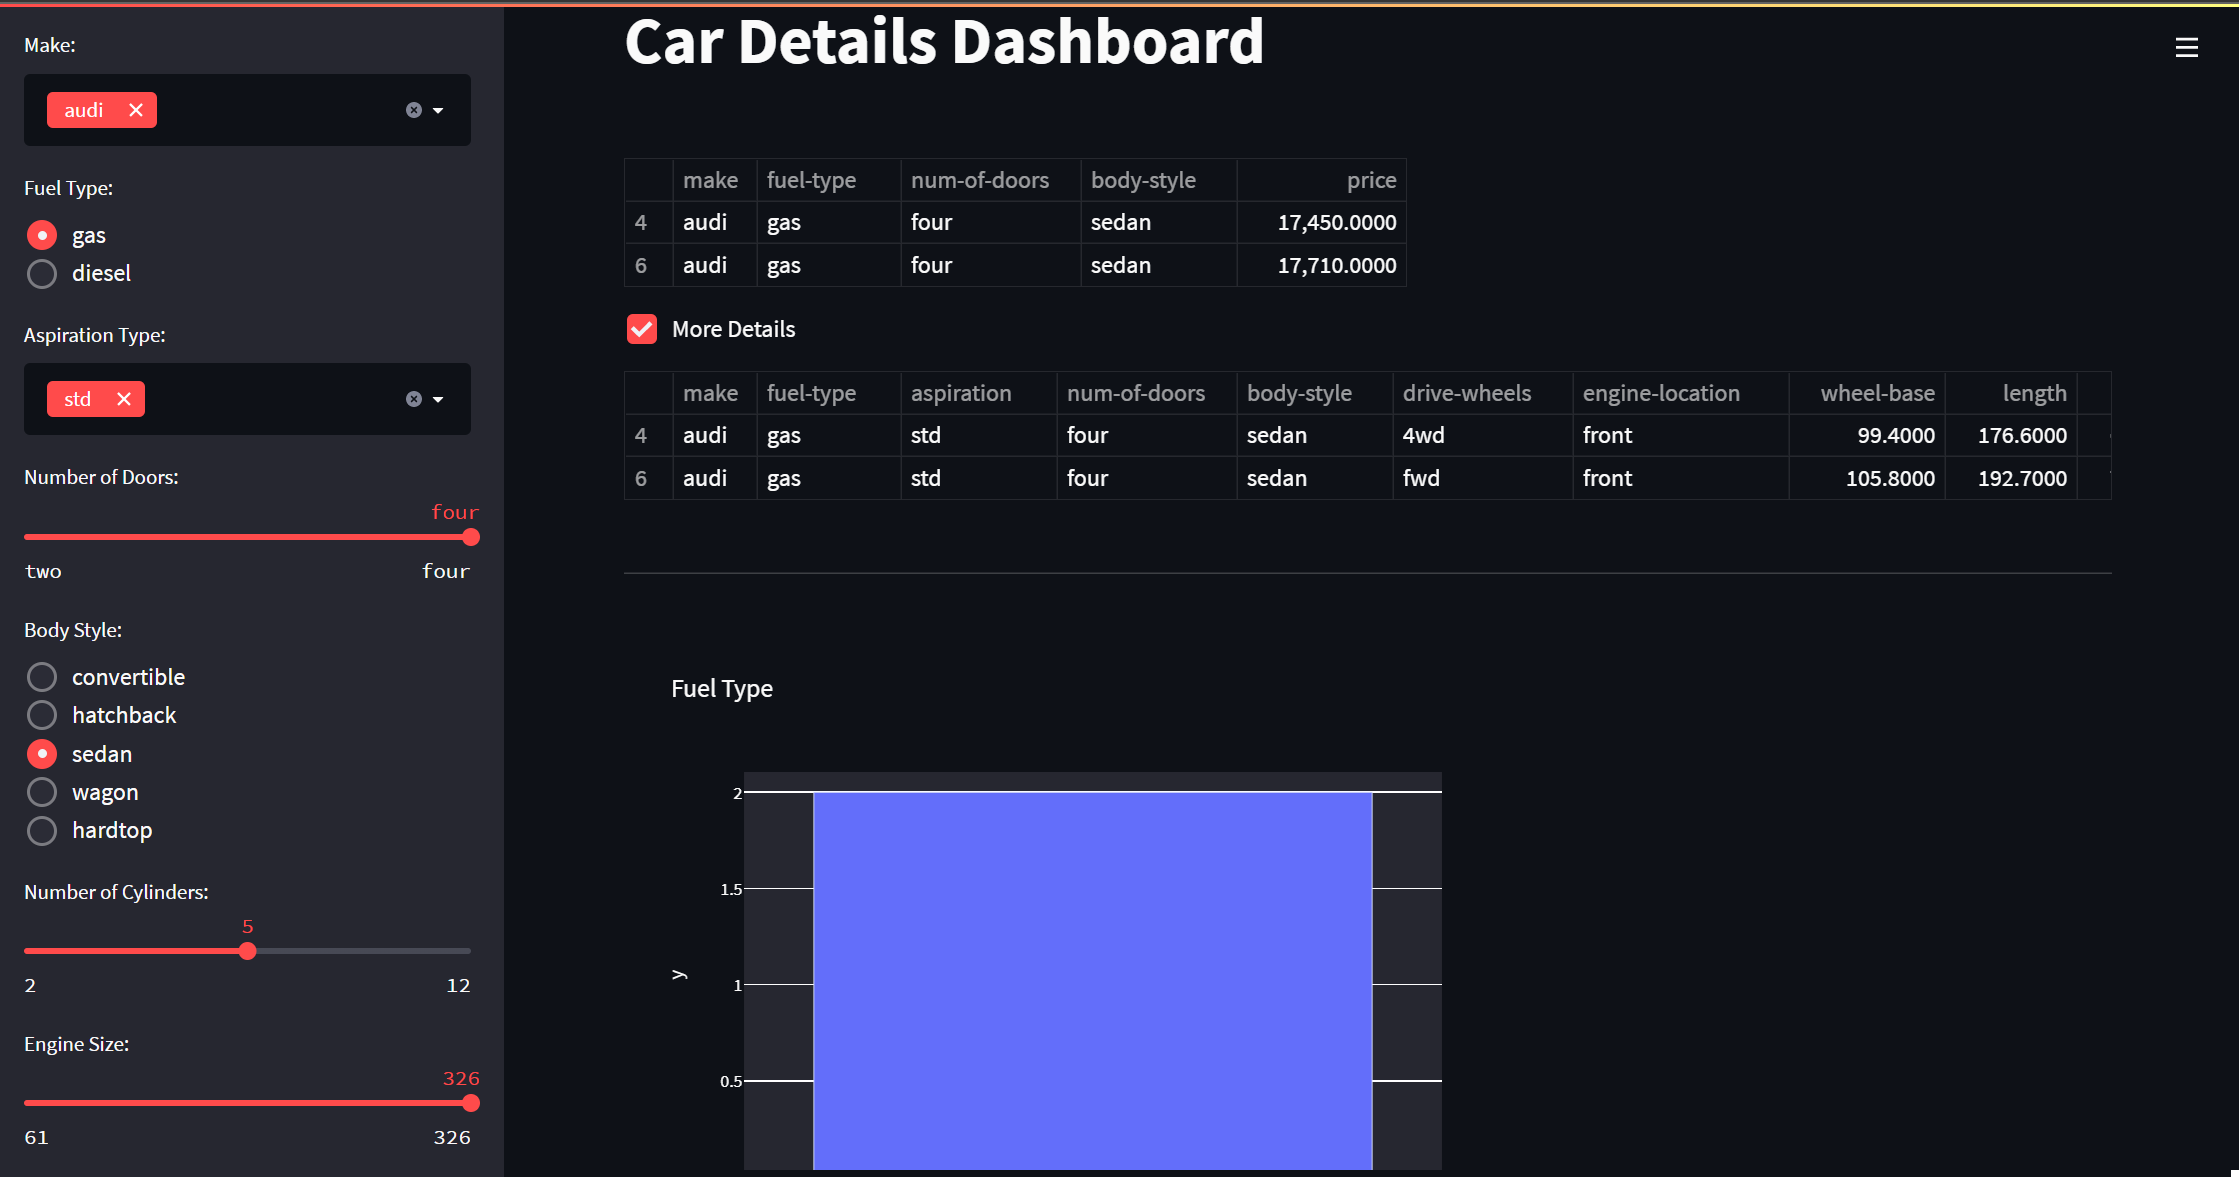 Make:
audi
Fuel Type:
gas
diesel
Aspiration Type:
std
Number of Doors:
four
two four
Body Style:
convertible
hatchback
sedan
wagon
hardtop
Number of Cylinders:
5
2 12
Engine Size:
326
61 326
Car Details Dashboard
make fuel-type num-of-doors body-style price
4 audi gas four sedan 17,450.0000
6 audi gas four sedan 17,710.0000
More Details
make fuel-type aspiration num-of-doors body-style drive-wheels engine-location wheel-base length
4 audi gas std four sedan 4wd front 99.4000 176.6000
6 audi gas std four sedan fwd front 105.8000 192.7000
Fuel Type
2
1.5
y
1
0.5